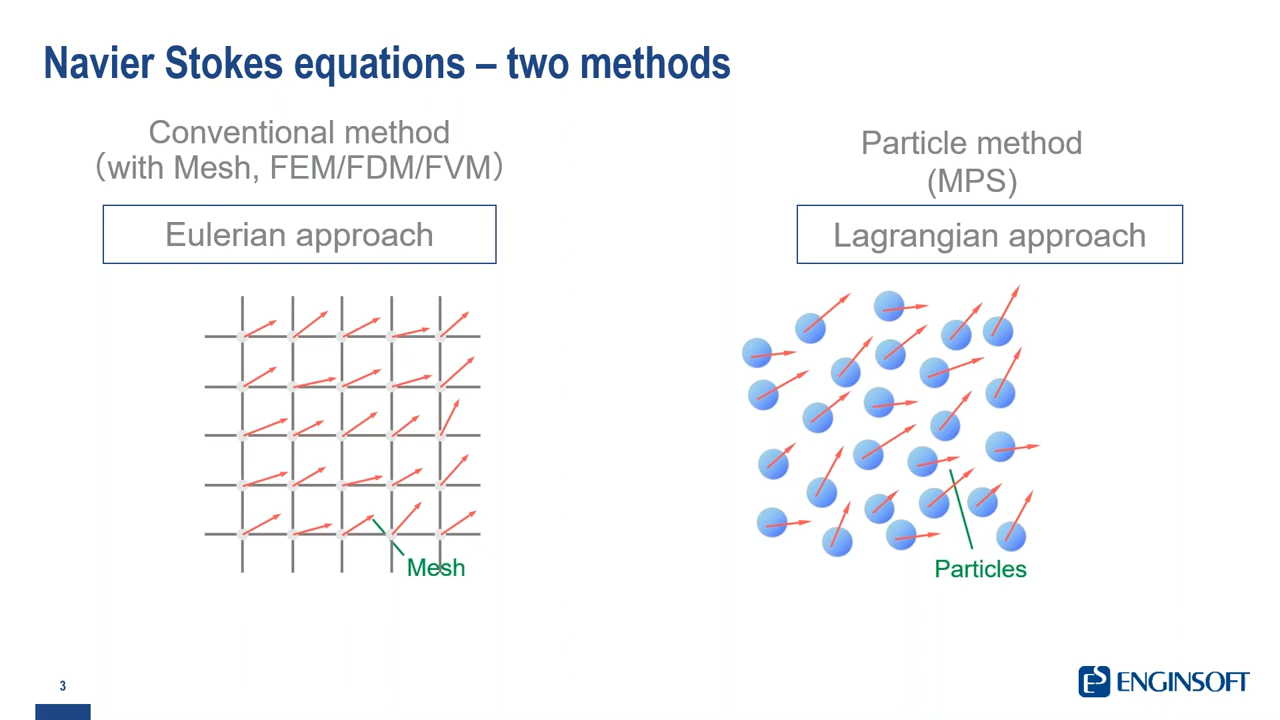 Navier Stokes equations – two methods
Conventional method
（with Mesh, FEM/FDM/FVM）
Eulerian approach
Mesh
Particle method
(MPS)
Lagrangian approach
Particles
3
ES ENGINSOFT